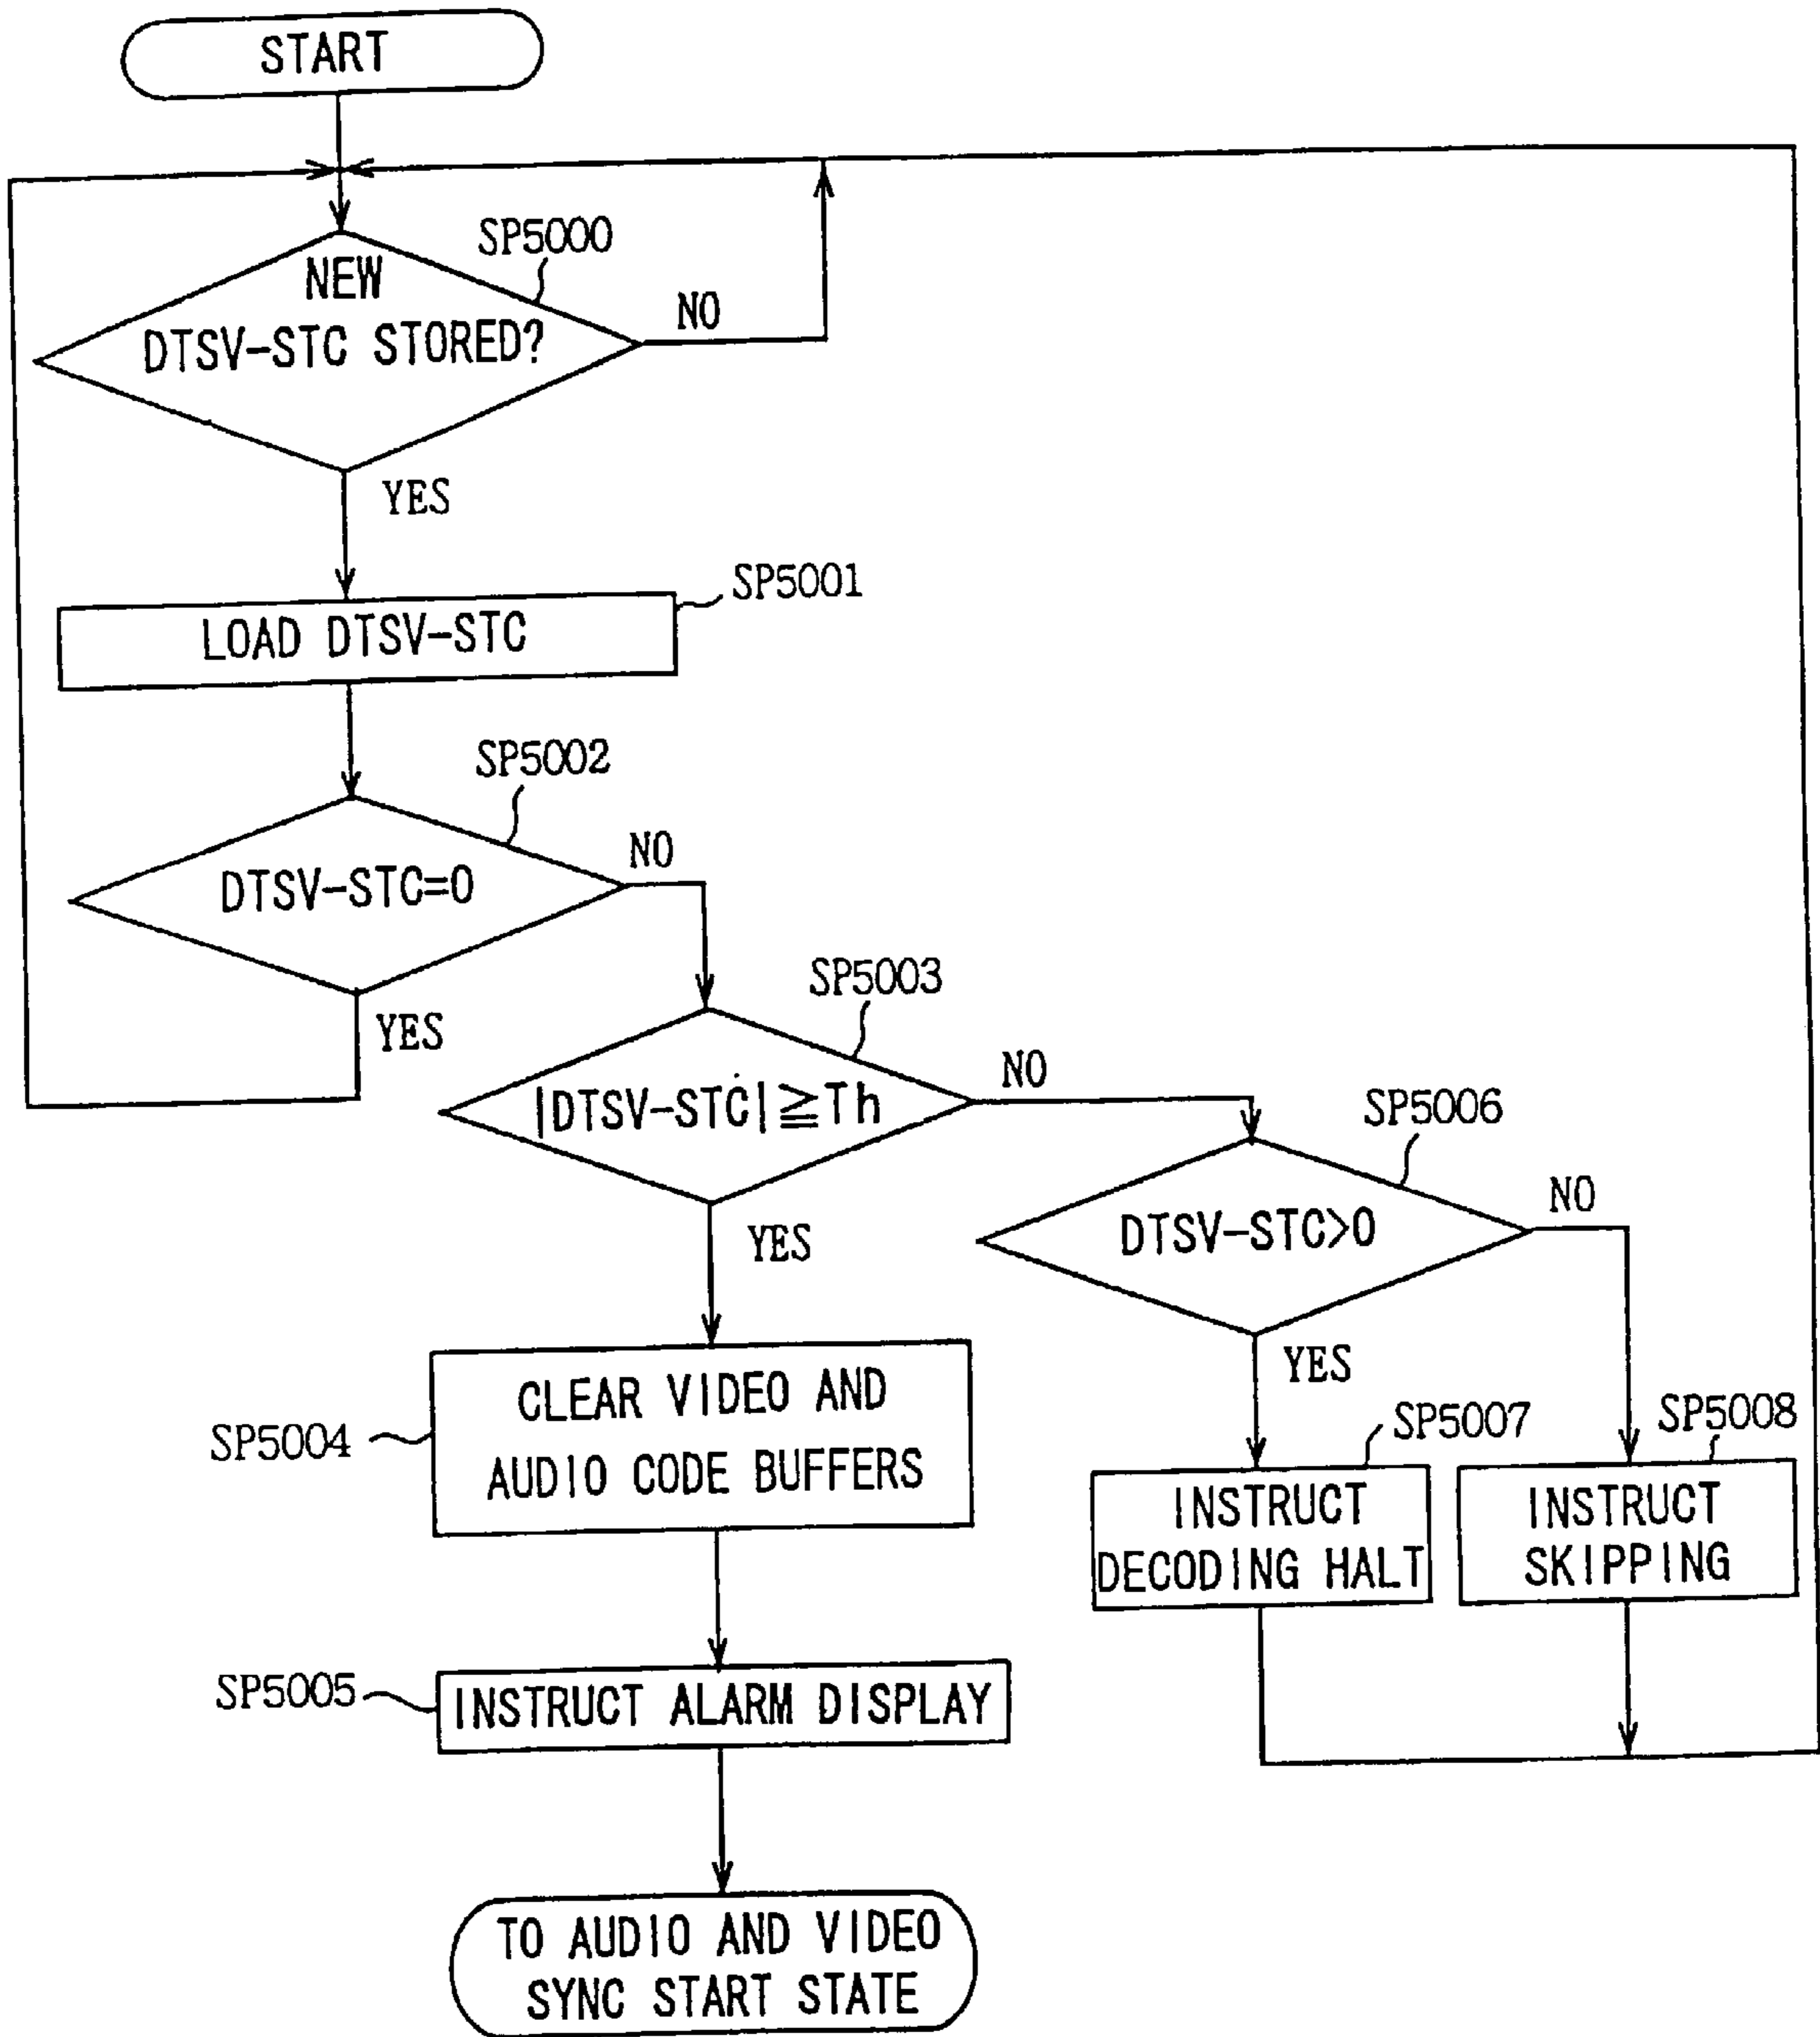 START
SP5000
NEW
DTSV-STC STORED?
NO
YES
SP5001
LOAD DTSV-STC
SP5002
DTSV-STC=0
NO
YES
SP5003
|DTSV-STC|≧Th
NO
YES
SP5006
DTSV-STC>0
NO
YES
SP5004
CLEAR VIDEO AND
AUDIO CODE BUFFERS
SP5007
INSTRUCT
DECODING HALT
SP5008
INSTRUCT
SKIPPING
SP5005
INSTRUCT ALARM DISPLAY
TO AUDIO AND VIDEO
SYNC START STATE